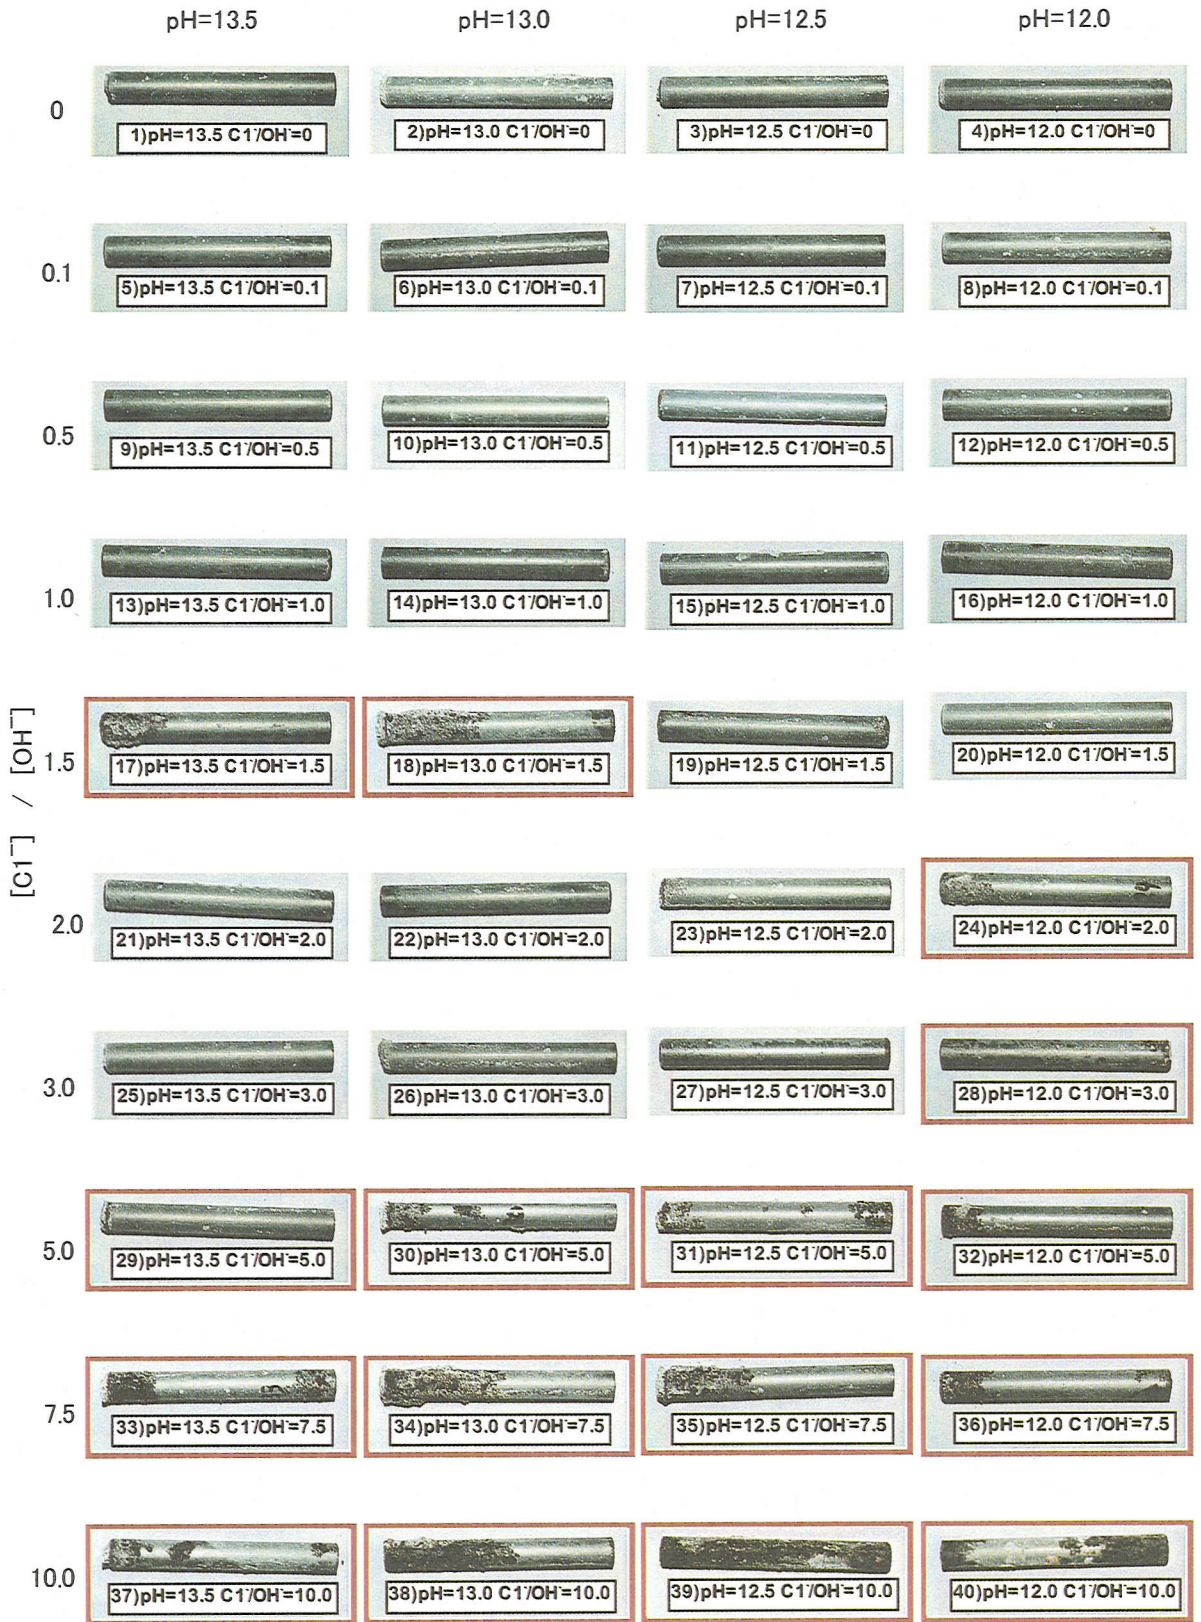 pH=13.5 pH=13.0 pH=12.5 pH=12.0
0
1)pH=13.5 C1⁻/OH⁻=0
2)pH=13.0 C1⁻/OH⁻=0
3)pH=12.5 C1⁻/OH⁻=0
4)pH=12.0 C1⁻/OH⁻=0
0.1
5)pH=13.5 C1⁻/OH⁻=0.1
6)pH=13.0 C1⁻/OH⁻=0.1
7)pH=12.5 C1⁻/OH⁻=0.1
8)pH=12.0 C1⁻/OH⁻=0.1
0.5
9)pH=13.5 C1⁻/OH⁻=0.5
10)pH=13.0 C1⁻/OH⁻=0.5
11)pH=12.5 C1⁻/OH⁻=0.5
12)pH=12.0 C1⁻/OH⁻=0.5
1.0
13)pH=13.5 C1⁻/OH⁻=1.0
14)pH=13.0 C1⁻/OH⁻=1.0
15)pH=12.5 C1⁻/OH⁻=1.0
16)pH=12.0 C1⁻/OH⁻=1.0
[C1⁻] / [OH⁻]
1.5
17)pH=13.5 C1⁻/OH⁻=1.5
18)pH=13.0 C1⁻/OH⁻=1.5
19)pH=12.5 C1⁻/OH⁻=1.5
20)pH=12.0 C1⁻/OH⁻=1.5
2.0
21)pH=13.5 C1⁻/OH⁻=2.0
22)pH=13.0 C1⁻/OH⁻=2.0
23)pH=12.5 C1⁻/OH⁻=2.0
24)pH=12.0 C1⁻/OH⁻=2.0
3.0
25)pH=13.5 C1⁻/OH⁻=3.0
26)pH=13.0 C1⁻/OH⁻=3.0
27)pH=12.5 C1⁻/OH⁻=3.0
28)pH=12.0 C1⁻/OH⁻=3.0
5.0
29)pH=13.5 C1⁻/OH⁻=5.0
30)pH=13.0 C1⁻/OH⁻=5.0
31)pH=12.5 C1⁻/OH⁻=5.0
32)pH=12.0 C1⁻/OH⁻=5.0
7.5
33)pH=13.5 C1⁻/OH⁻=7.5
34)pH=13.0 C1⁻/OH⁻=7.5
35)pH=12.5 C1⁻/OH⁻=7.5
36)pH=12.0 C1⁻/OH⁻=7.5
10.0
37)pH=13.5 C1⁻/OH⁻=10.0
38)pH=13.0 C1⁻/OH⁻=10.0
39)pH=12.5 C1⁻/OH⁻=10.0
40)pH=12.0 C1⁻/OH⁻=10.0